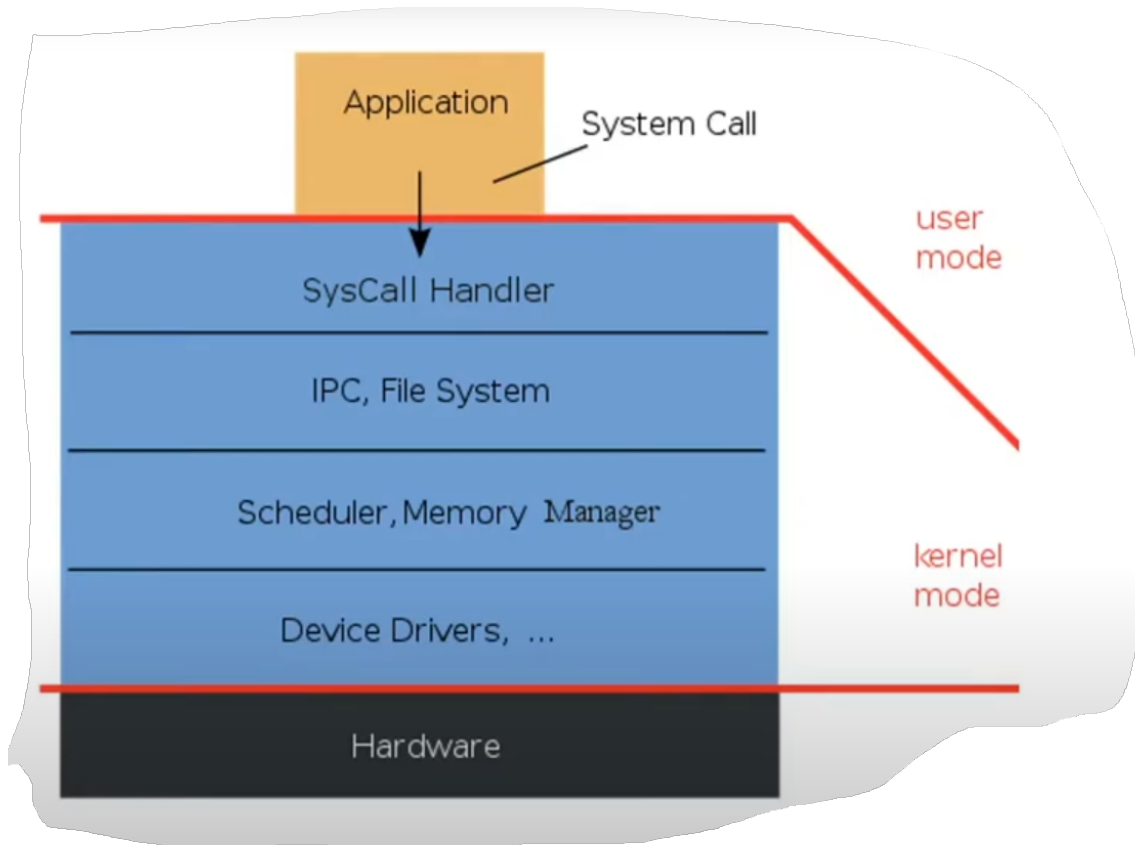 Application
System Call
user
mode
SysCall Handler
IPC, File System
Scheduler, Memory Manager
kernel
mode
Device Drivers, ...
Hardware